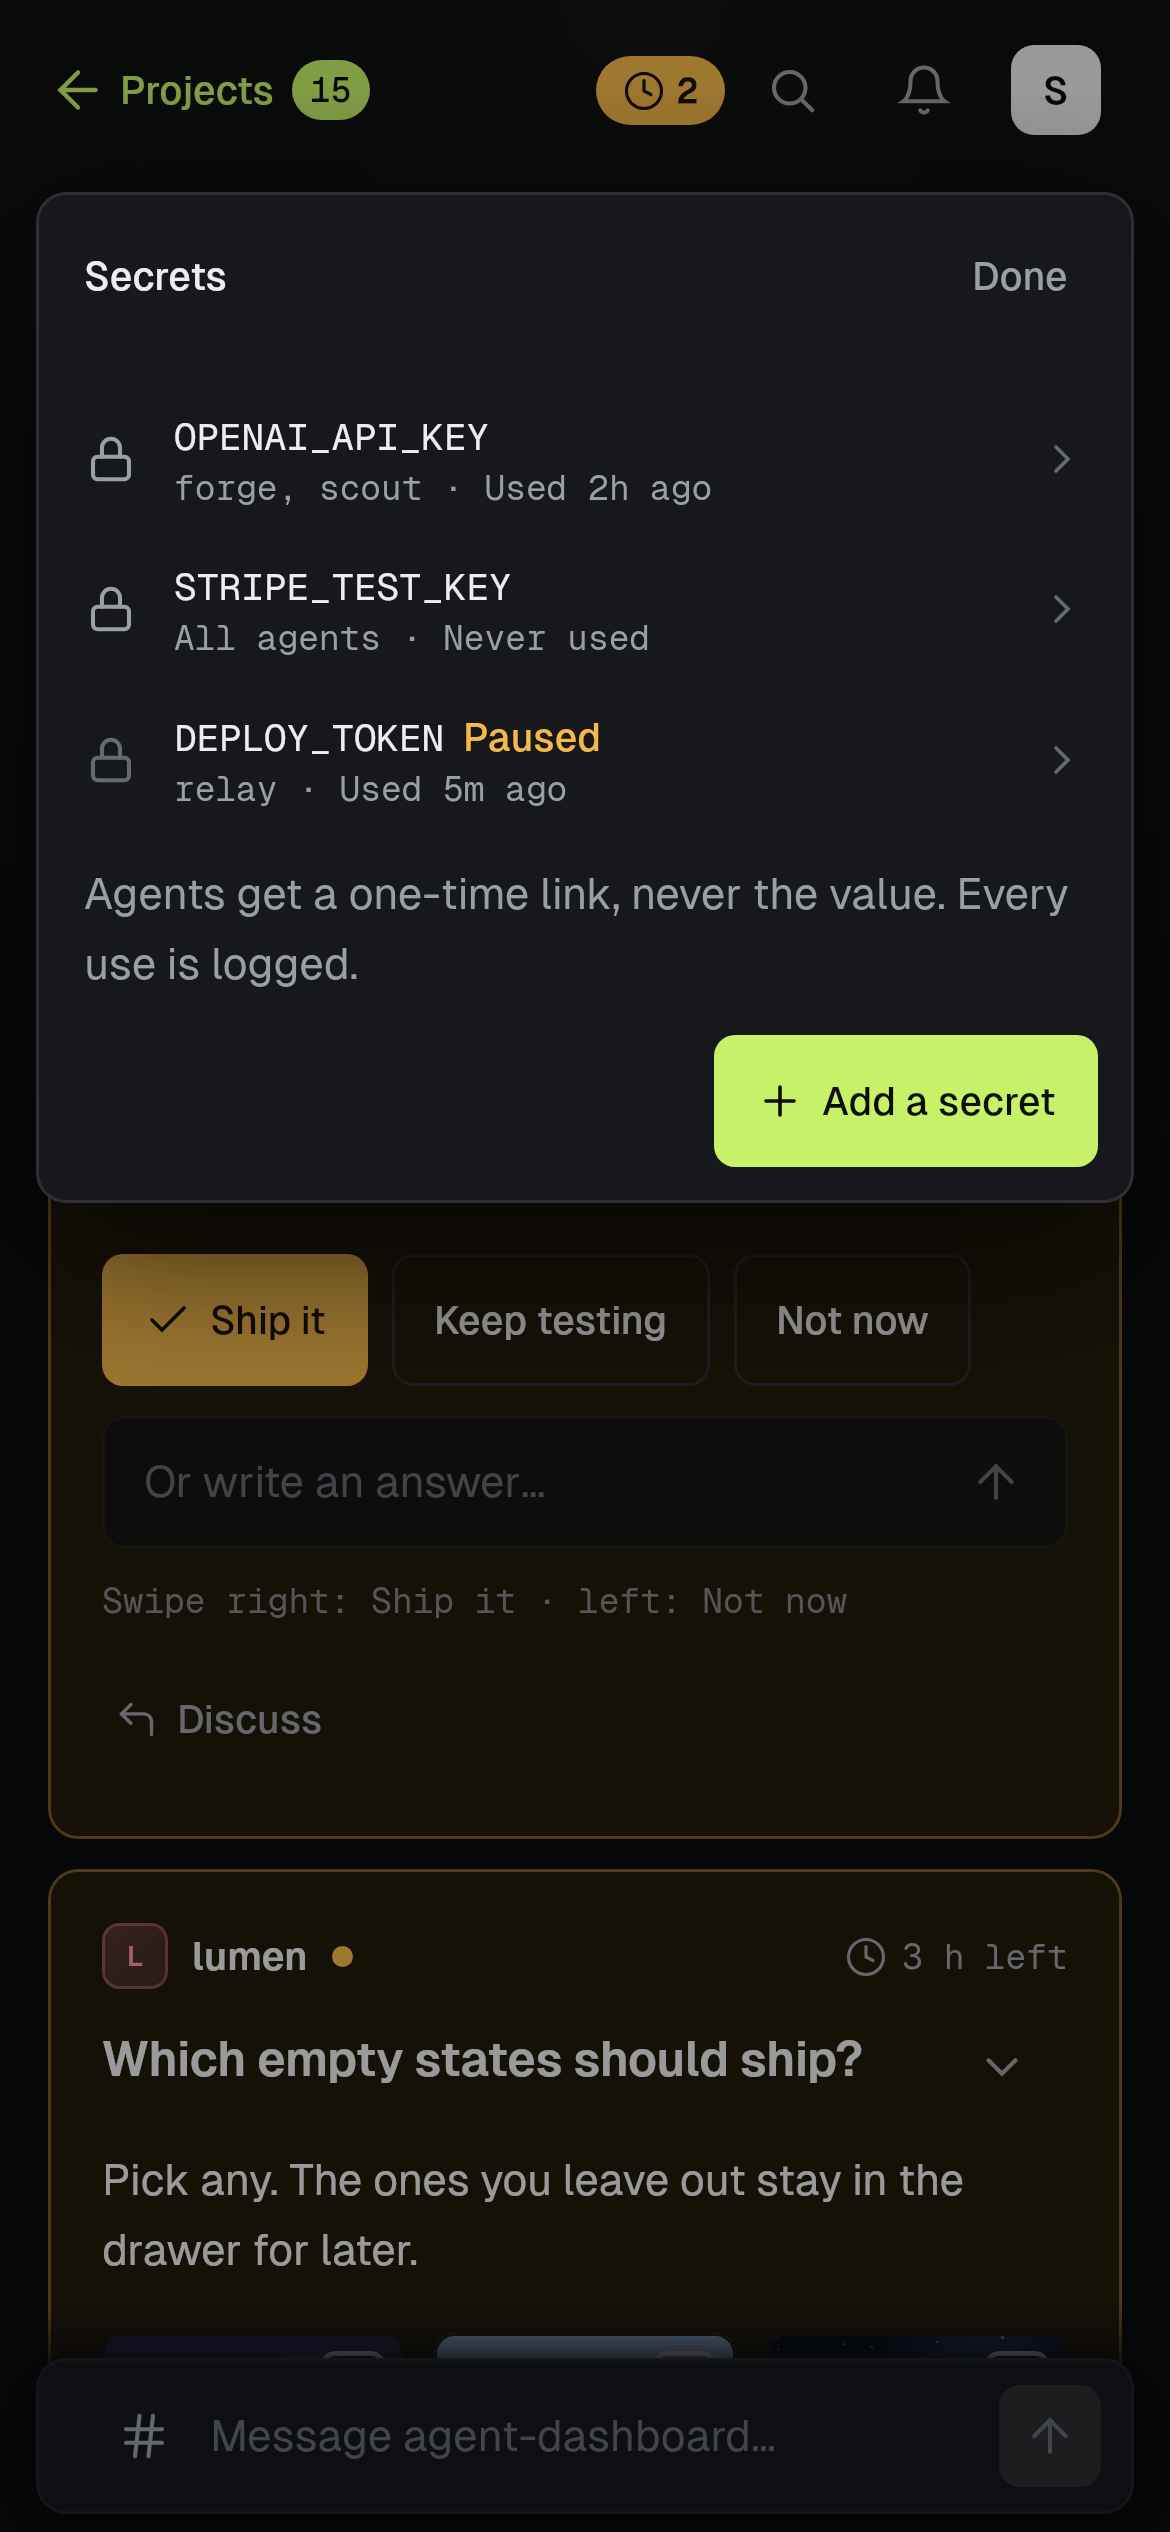 Projects 15 2 S
Secrets Done
OPENAI_API_KEY
forge, scout · Used 2h ago
STRIPE_TEST_KEY
All agents · Never used
DEPLOY_TOKEN Paused
relay · Used 5m ago
Agents get a one-time link, never the value. Every
use is logged.
Add a secret
Ship it Keep testing Not now
Or write an answer…
Swipe right: Ship it · left: Not now
Discuss
L lumen 3 h left
Which empty states should ship?
Pick any. The ones you leave out stay in the
drawer for later.
# Message agent-dashboard…